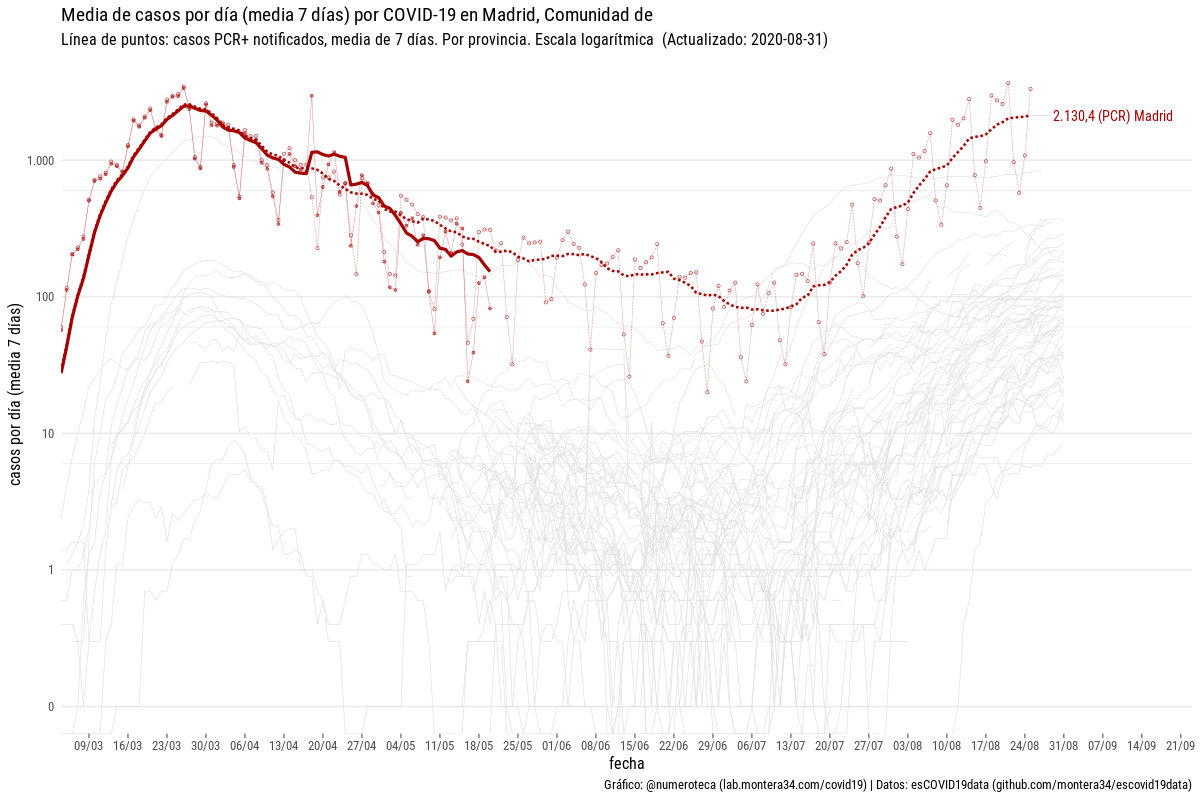 Media de casos por día (media 7 días) por COVID-19 en Madrid, Comunidad de
Línea de puntos: casos PCR+ notificados, media de 7 días. Por provincia. Escala logarítmica  (Actualizado: 2020-08-31)
2.130,4 (PCR) Madrid
casos por día (media 7 días)
1.000
100
10
1
0
09/03 16/03 23/03 30/03 06/04 13/04 20/04 27/04 04/05 11/05 18/05 25/05 01/06 08/06 15/06 22/06 29/06 06/07 13/07 20/07 27/07 03/08 10/08 17/08 24/08 31/08 07/09 14/09 21/09
fecha
Gráfico: @numeroteca (lab.montera34.com/covid19) | Datos: esCOVID19data (github.com/montera34/escovid19data)